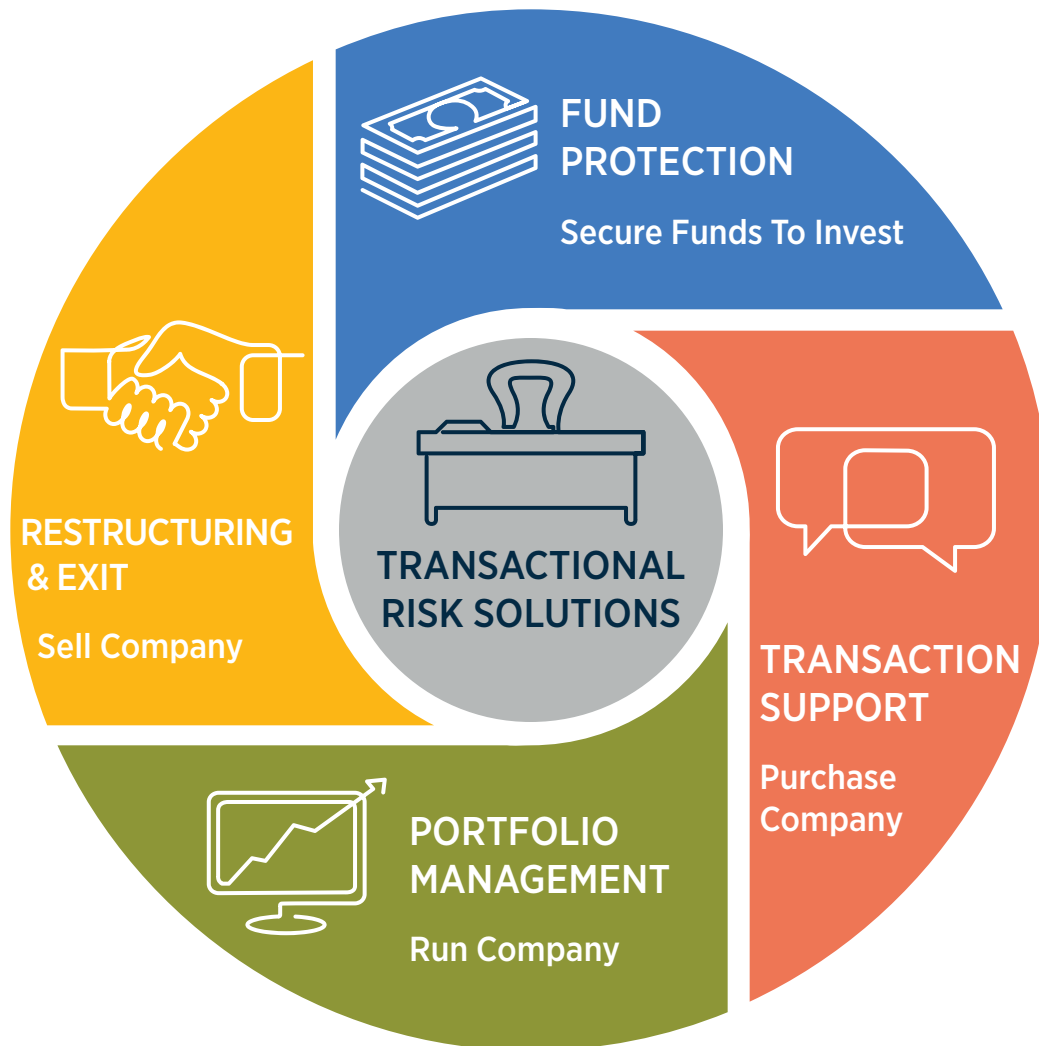 FUND
PROTECTION
Secure Funds To Invest
TRANSACTION
SUPPORT
Purchase
Company
PORTFOLIO
MANAGEMENT
Run Company
RESTRUCTURING
& EXIT
Sell Company
TRANSACTIONAL
RISK SOLUTIONS